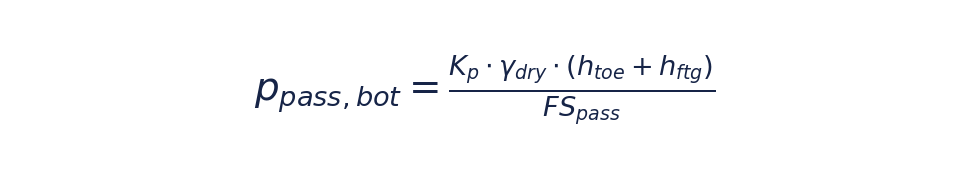 p_{pass,bot} = \frac{K_p \cdot \gamma_{dry} \cdot (h_{toe} + h_{ftg})}{FS_{pass}}